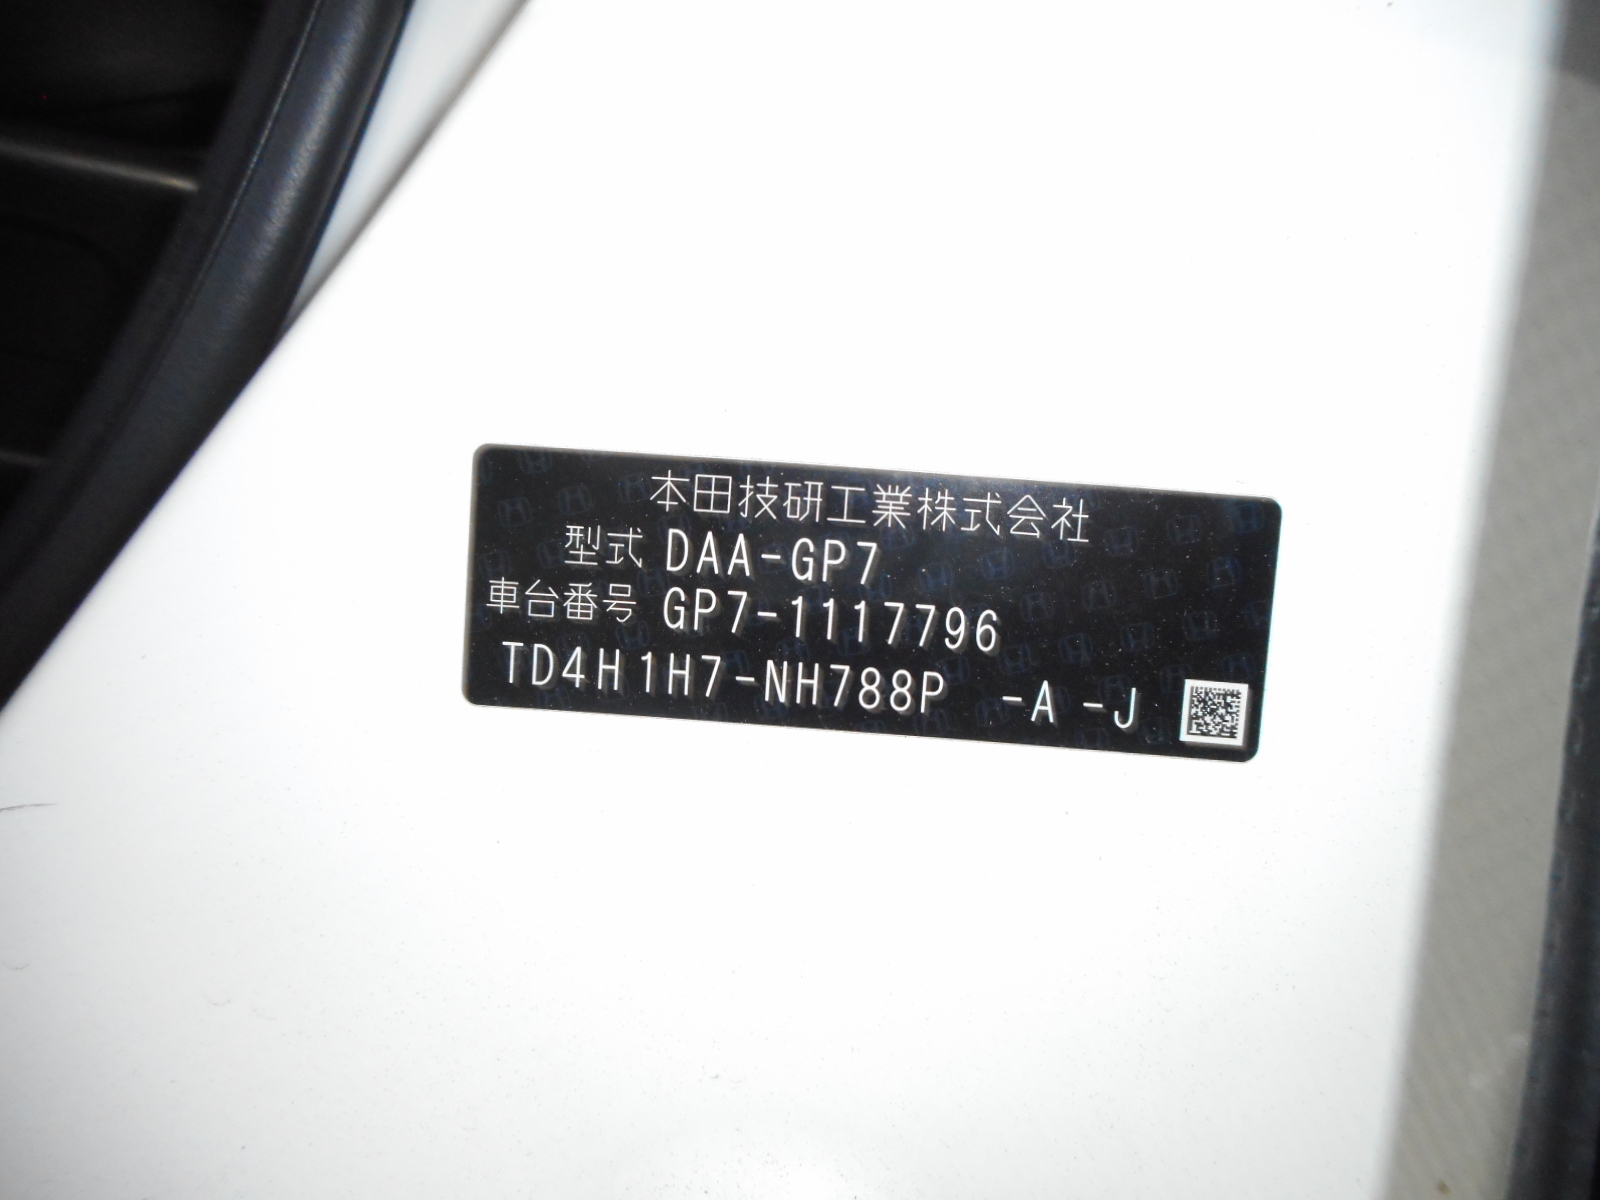 本田技研工業株式会社
型式 DAA-GP7
車台番号 GP7-1117796
TD4H1H7-NH788P -A -J